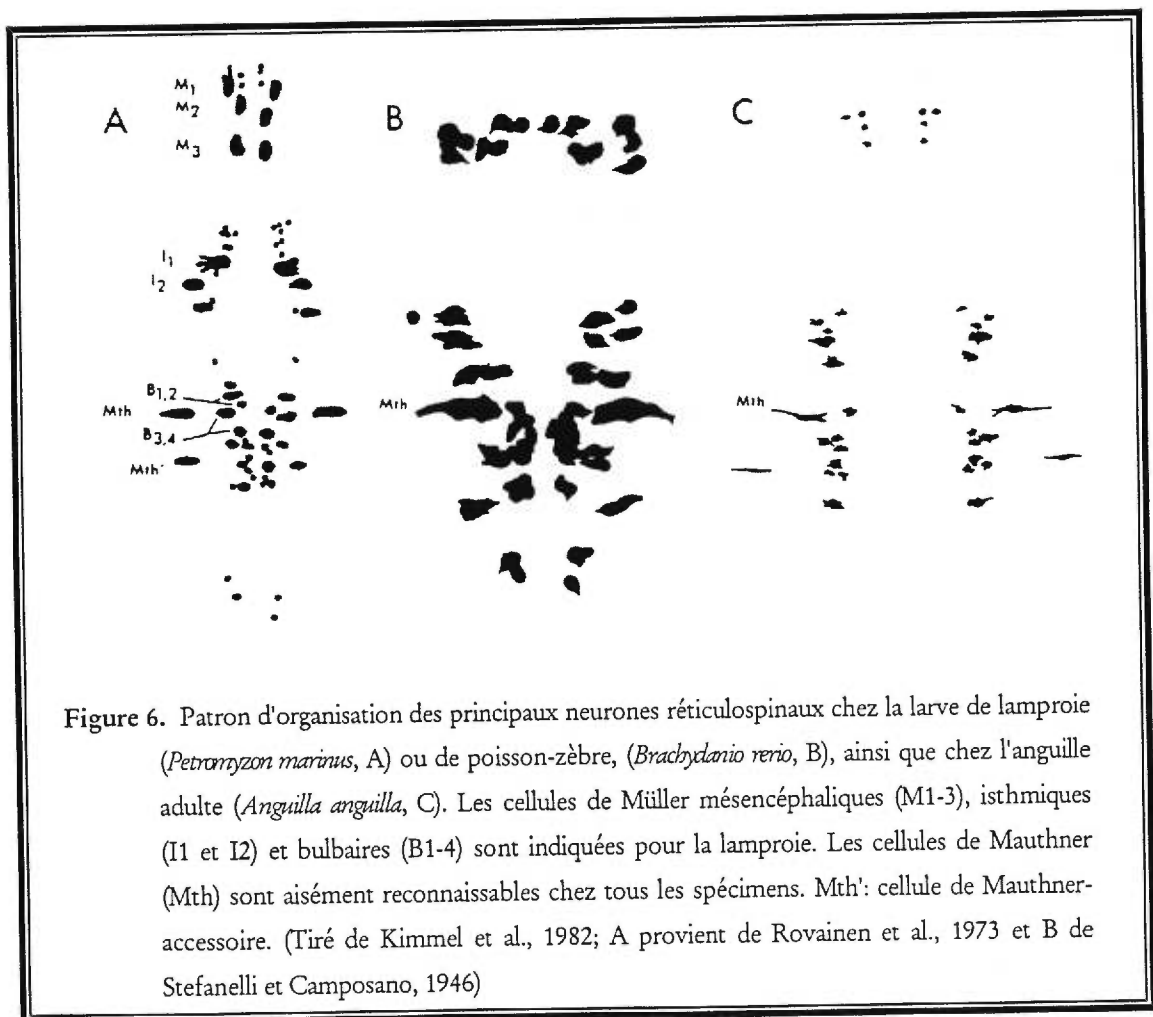 A
B
C
M1
M2
M3
I1
I2
B1,2
Mth
B3,4
Mth'
Mth
Mth
Figure 6. Patron d'organisation des principaux neurones réticulospinaux chez la larve de lamproie
(Petromyzon marinus, A) ou de poisson-zèbre, (Brachydanio rerio, B), ainsi que chez l'anguille
adulte (Anguilla anguilla, C). Les cellules de Müller mésencéphaliques (M1-3), isthmiques
(I1 et I2) et bulbaires (B1-4) sont indiquées pour la lamproie. Les cellules de Mauthner
(Mth) sont aisément reconnaissables chez tous les spécimens. Mth': cellule de Mauthner-
accessoire. (Tiré de Kimmel et al., 1982; A provient de Rovainen et al., 1973 et B de
Stefanelli et Camposano, 1946)